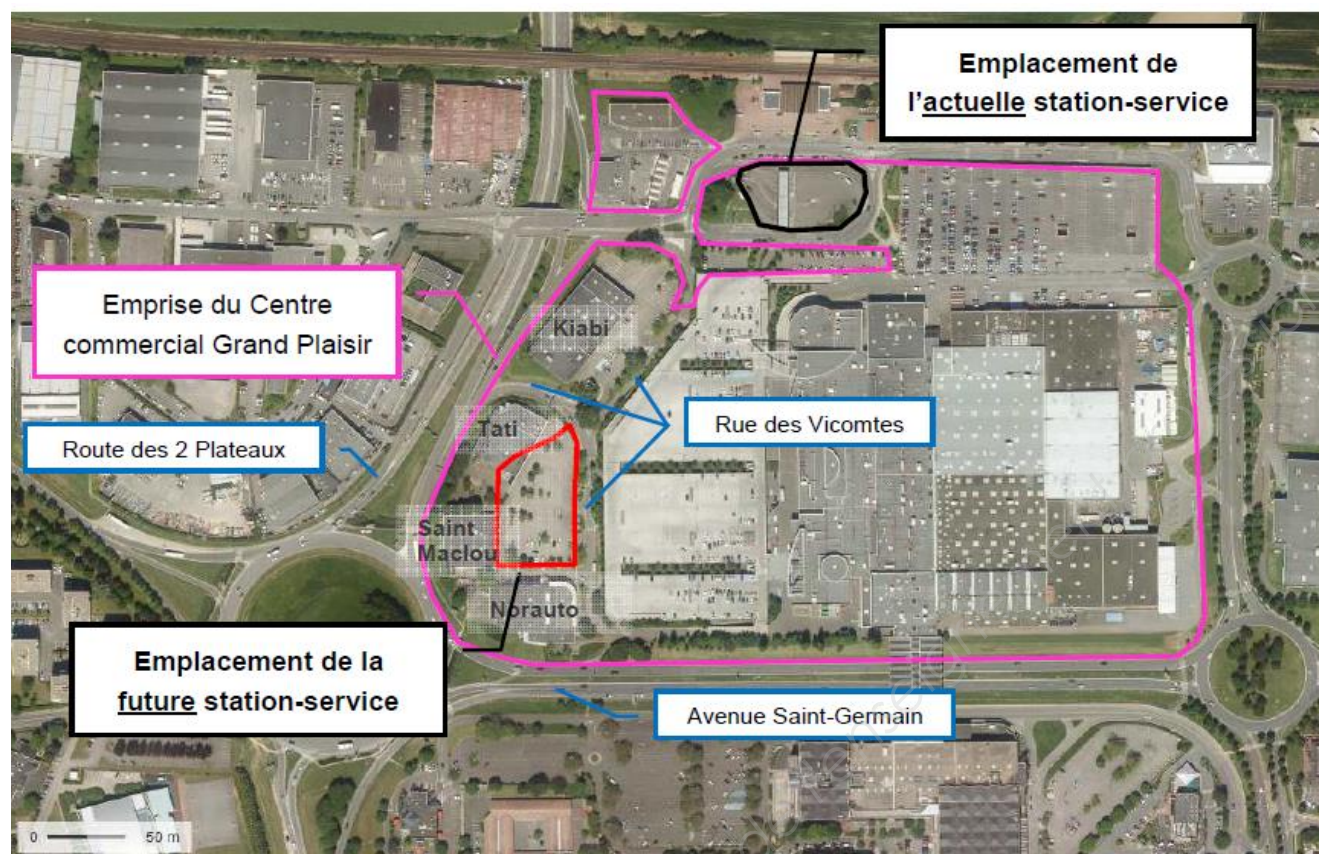 Emplacement de
l'actuelle station-service
Emprise du Centre
commercial Grand Plaisir
Kiabi
Rue des Vicomtes
Tati
Route des 2 Plateaux
Saint
Maclou
Norauto
Emplacement de la
future station-service
Avenue Saint-Germain
0 50 m